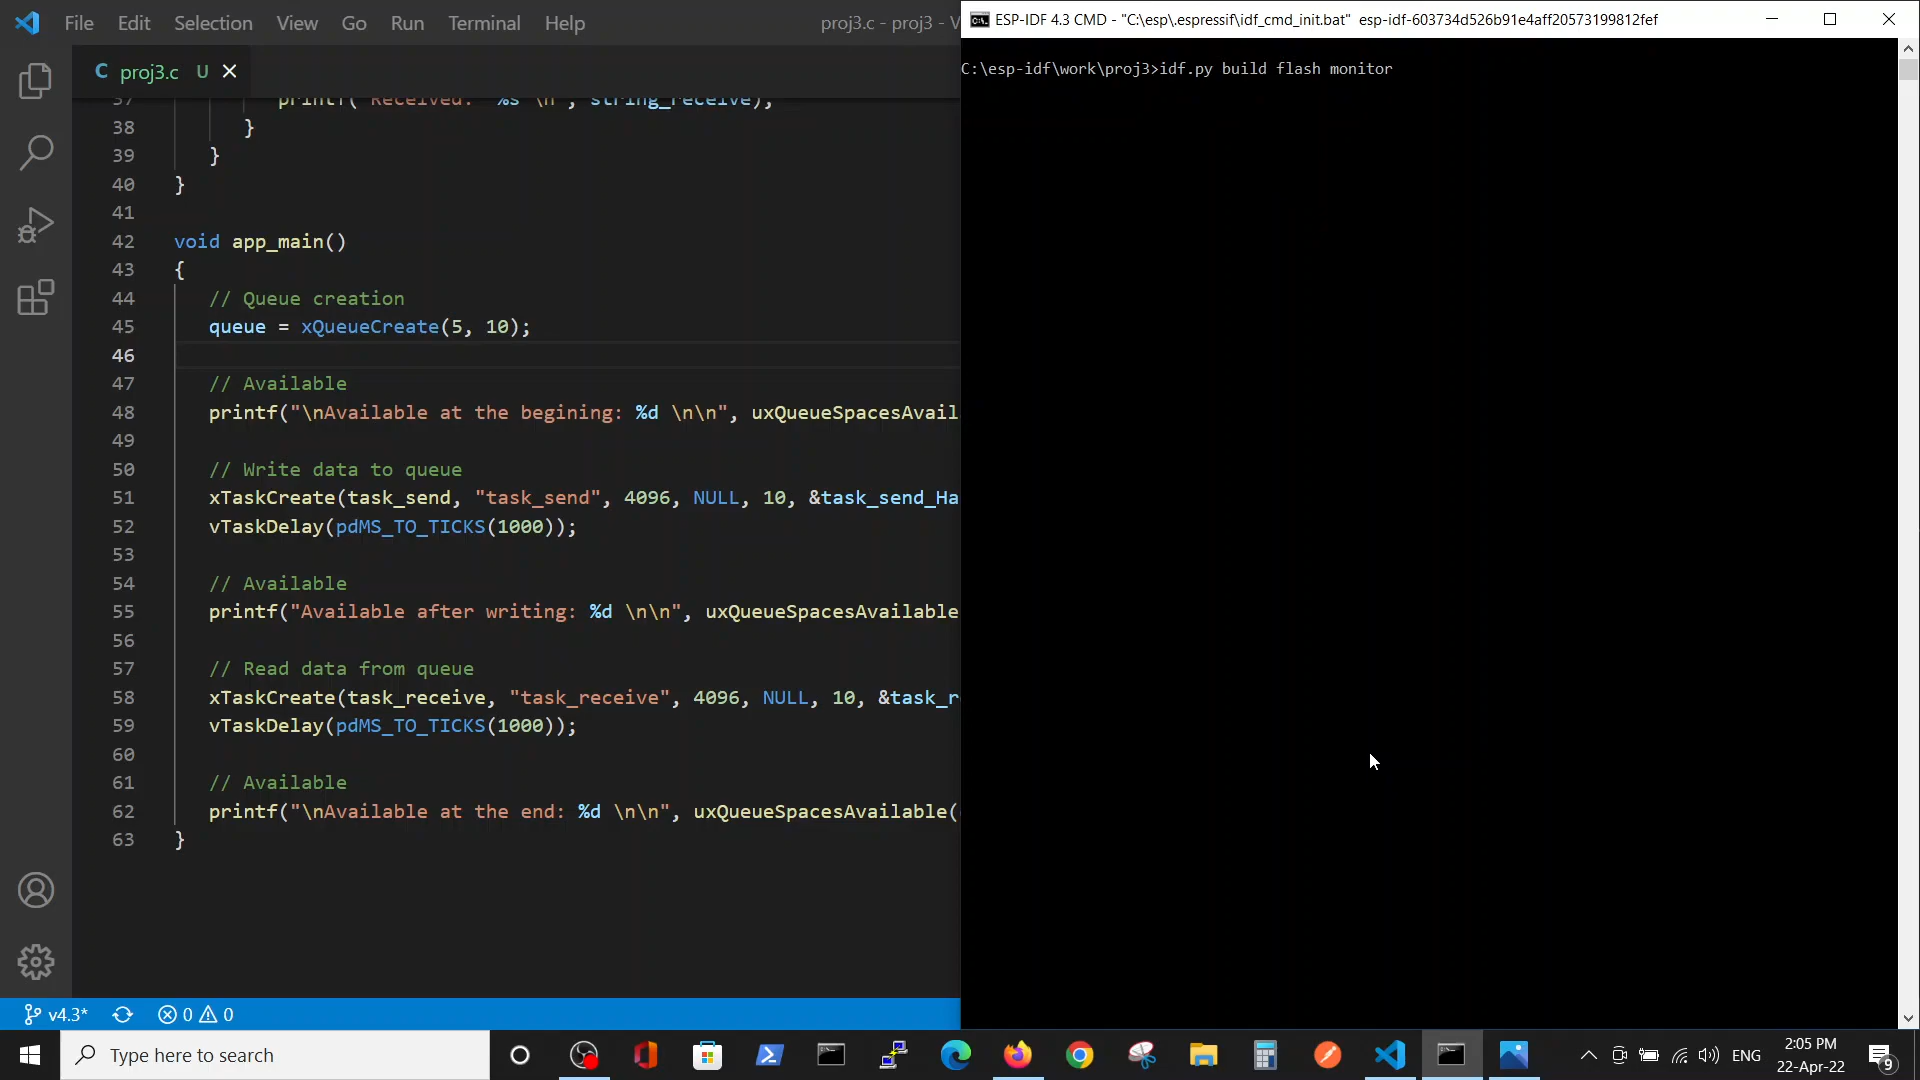 File Edit Selection View Go Run Terminal Help
proj3.c - proj3 - V
C proj3.c U
37 printf("Received: %s \n", string_receive);
38 }
39 }
40 }
41
42 void app_main()
43 {
44 // Queue creation
45 queue = xQueueCreate(5, 10);
46
47 // Available
48 printf("\nAvailable at the begining: %d \n\n", uxQueueSpacesAvail
49
50 // Write data to queue
51 xTaskCreate(task_send, "task_send", 4096, NULL, 10, &task_send_Ha
52 vTaskDelay(pdMS_TO_TICKS(1000));
53
54 // Available
55 printf("Available after writing: %d \n\n", uxQueueSpacesAvailable
56
57 // Read data from queue
58 xTaskCreate(task_receive, "task_receive", 4096, NULL, 10, &task_r
59 vTaskDelay(pdMS_TO_TICKS(1000));
60
61 // Available
62 printf("\nAvailable at the end: %d \n\n", uxQueueSpacesAvailable(
63 }
v4.3* 0 0
ESP-IDF 4.3 CMD - "C:\esp\.espressif\idf_cmd_init.bat" esp-idf-603734d526b91e4aff20573199812fef
C:\esp-idf\work\proj3>idf.py build flash monitor
Type here to search
ENG
2:05 PM
22-Apr-22
9